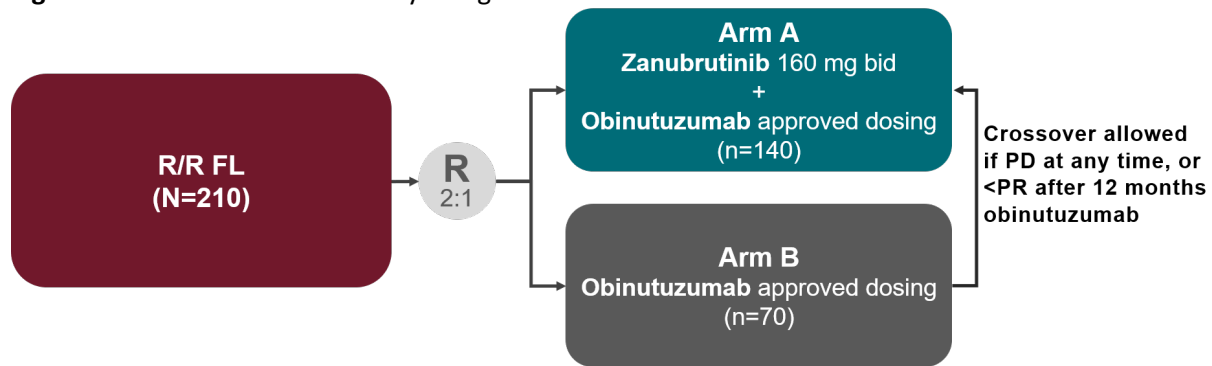 R/R FL
(N=210)
R
2:1
Arm A
Zanubrutinib 160 mg bid
+
Obinutuzumab approved dosing
(n=140)
Arm B
Obinutuzumab approved dosing
(n=70)
Crossover allowed
if PD at any time, or
<PR after 12 months
obinutuzumab